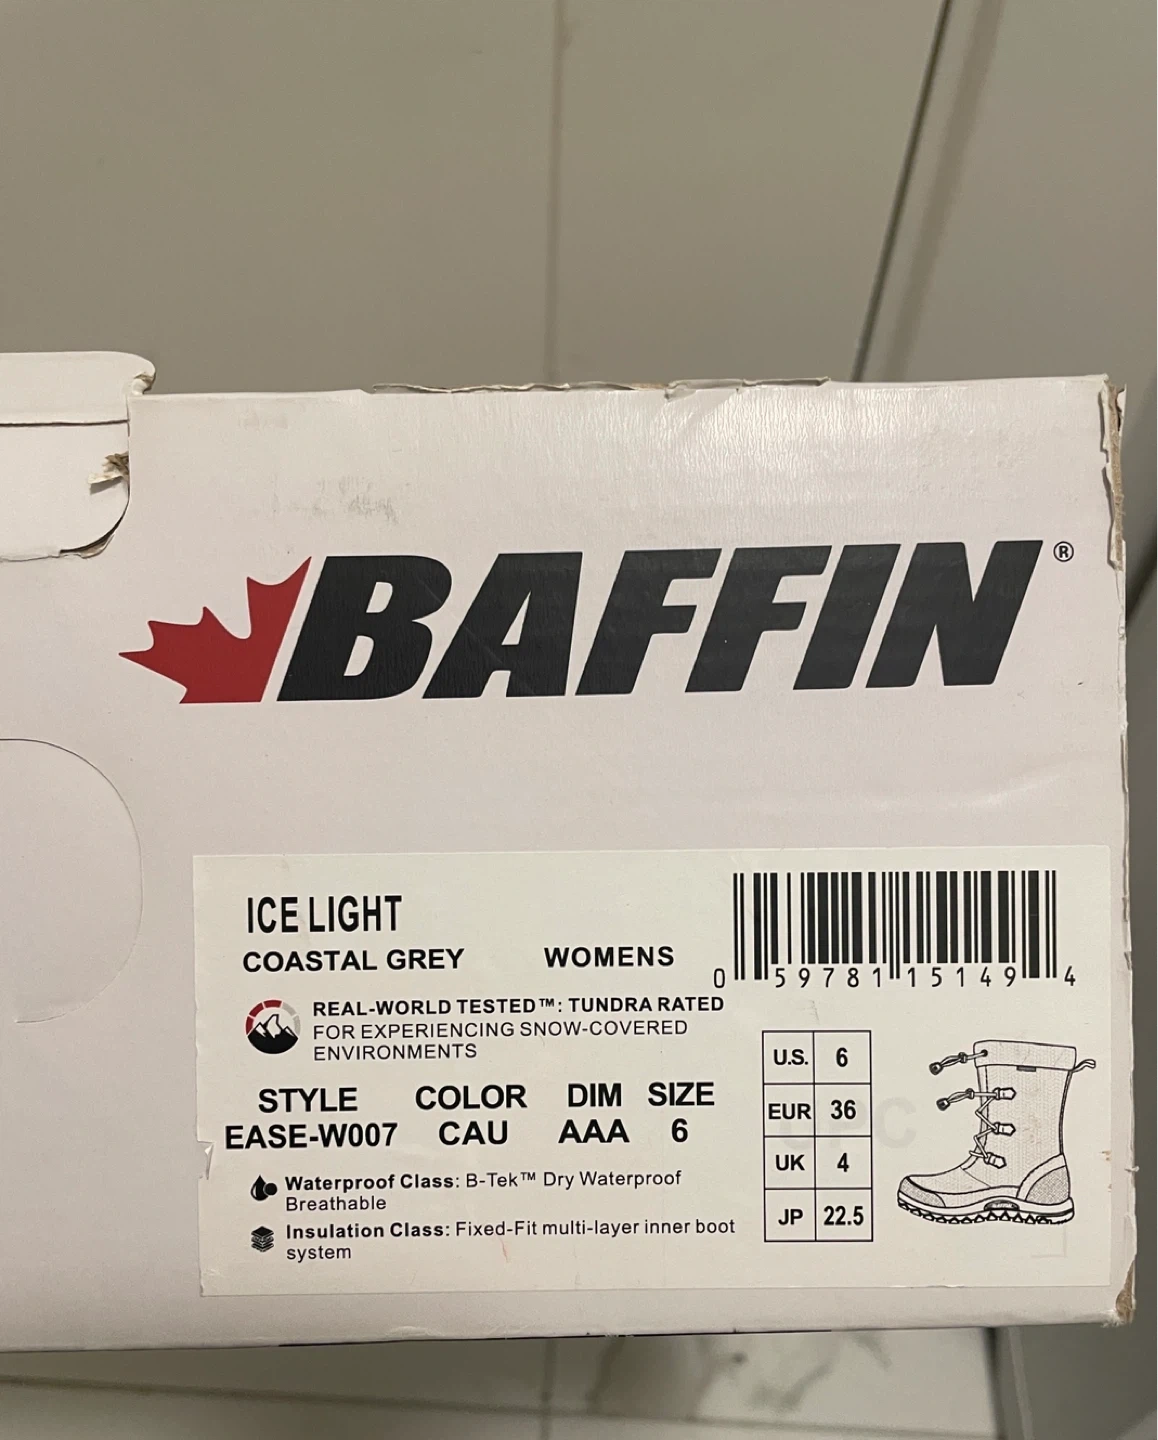 BAFFIN®
ICE LIGHT
COASTAL GREY WOMENS
0 59781 15149 4
REAL-WORLD TESTED™: TUNDRA RATED
FOR EXPERIENCING SNOW-COVERED
ENVIRONMENTS
STYLE COLOR DIM SIZE
EASE-W007 CAU AAA 6
Waterproof Class: B-Tek™ Dry Waterproof
Breathable
Insulation Class: Fixed-Fit multi-layer inner boot
system
U.S. 6
EUR 36
UK 4
JP 22.5
UPC